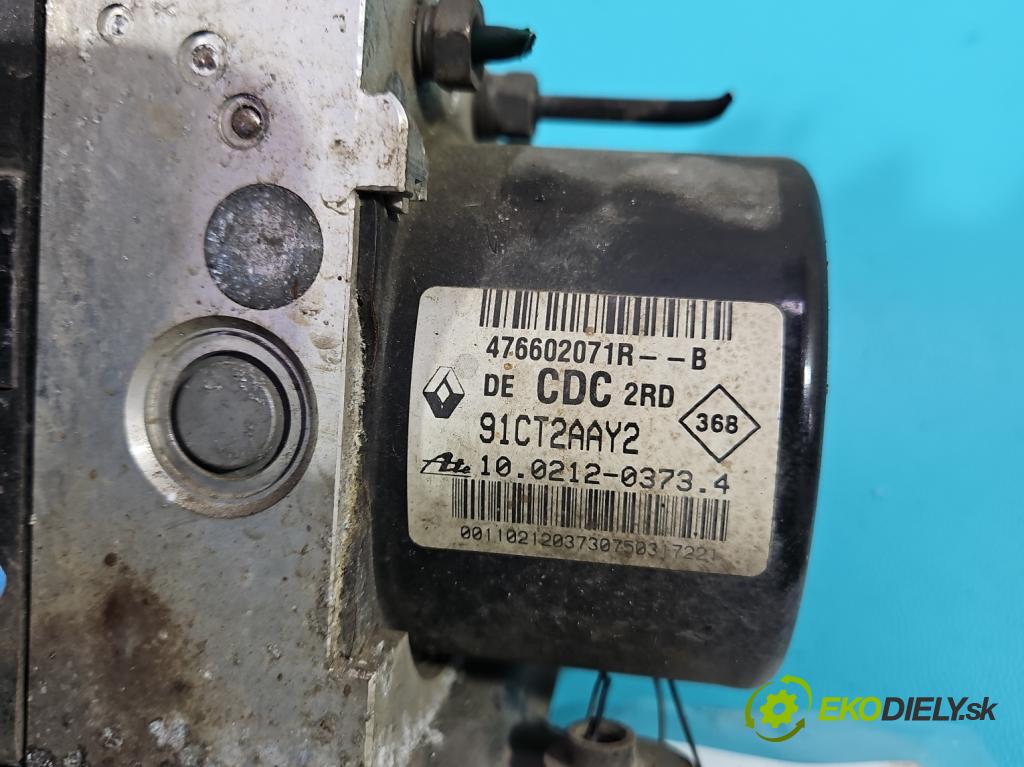 476602071R--B
DE CDC 2RD
368
91CT2AAY2
Ate 10.0212-0373.4
0011021203730750317221
EKODIELY.sk